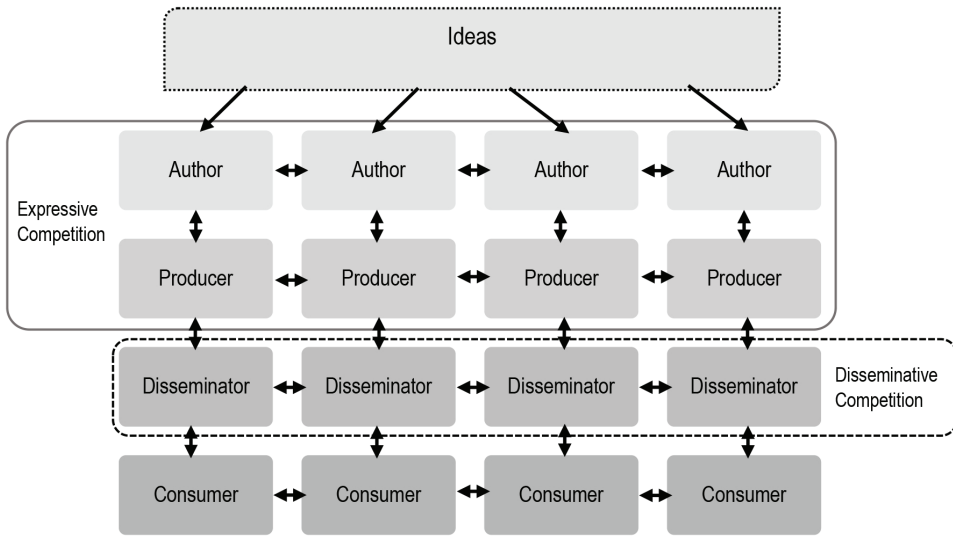 Ideas
Author
Author
Author
Author
Expressive
Competition
Producer
Producer
Producer
Producer
Disseminator
Disseminator
Disseminator
Disseminator
Disseminative
Competition
Consumer
Consumer
Consumer
Consumer